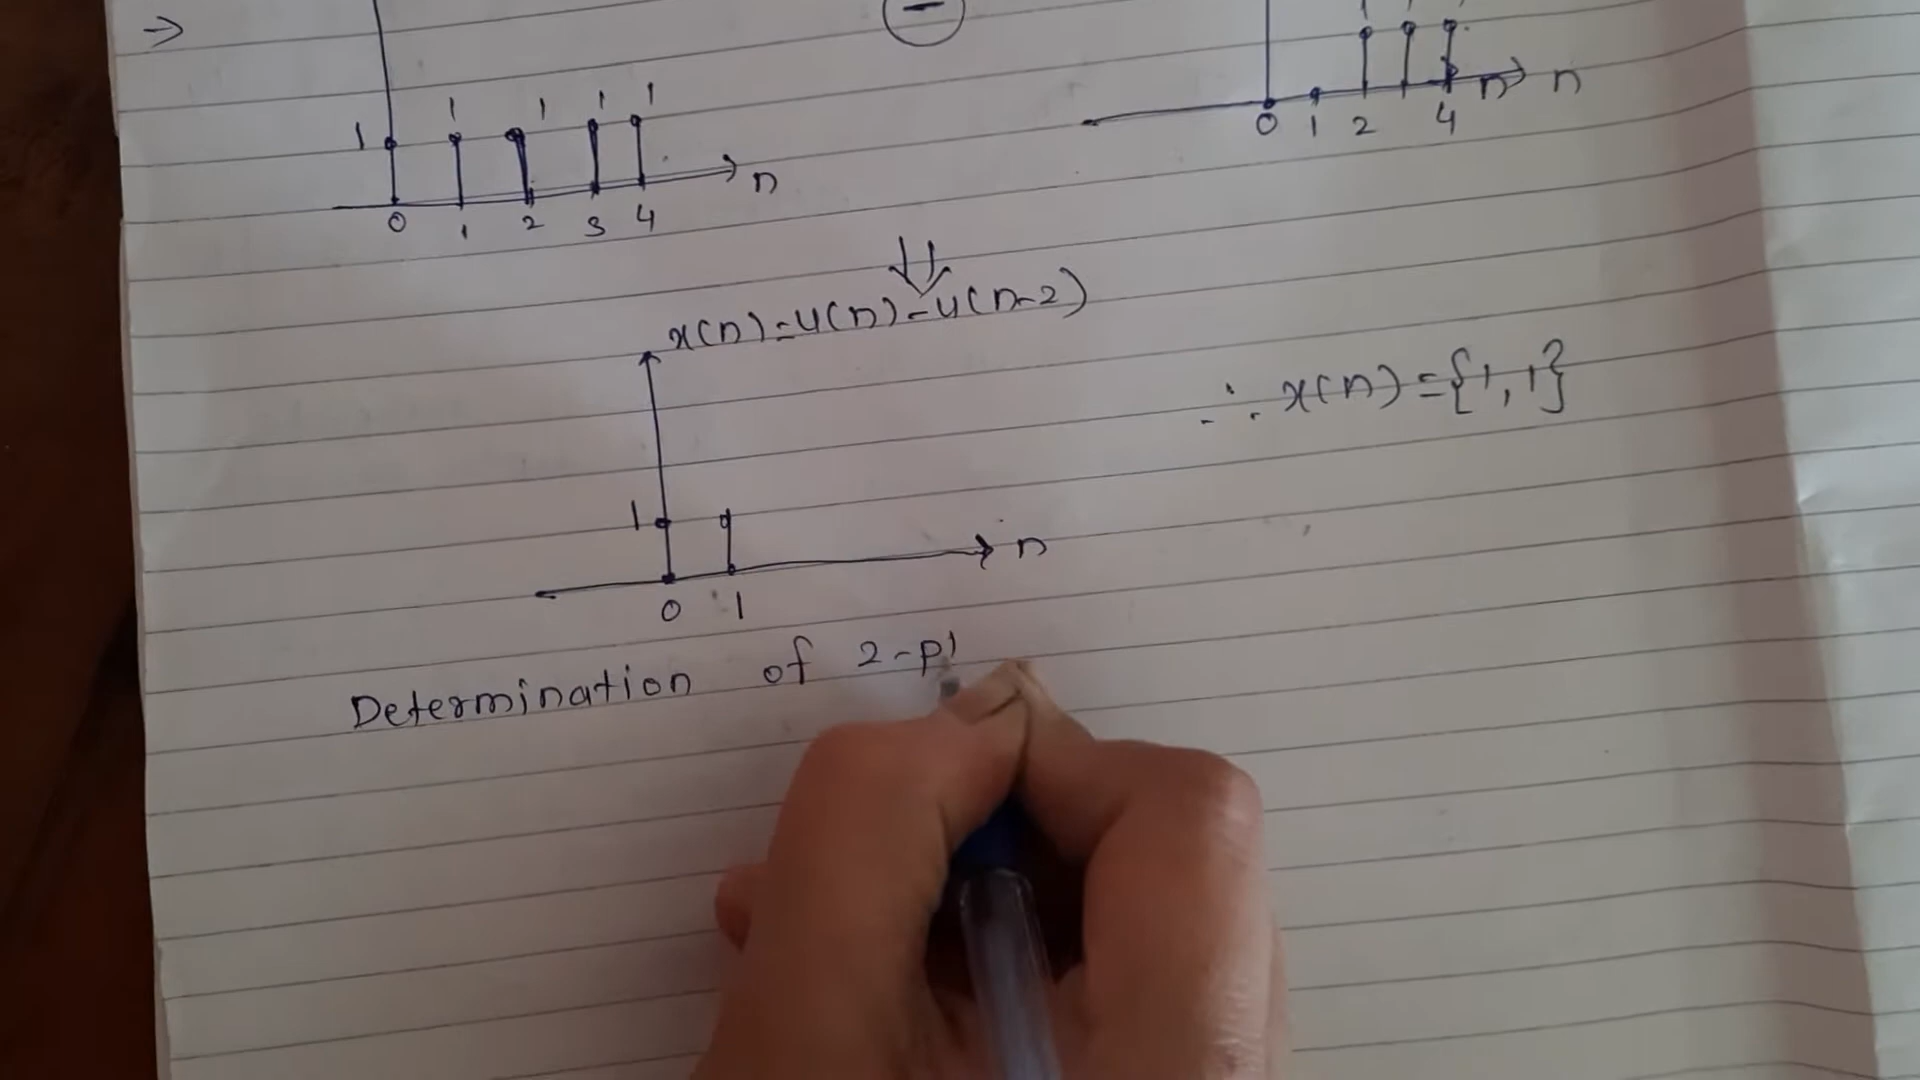 →
1 1 1 1 1
n
0 1 2 3 4
n n
0 1 2 4
x(n)=u(n)-u(n-2)
∴ x(n)={1,1}
1
n
0 1
Determination of 2-p